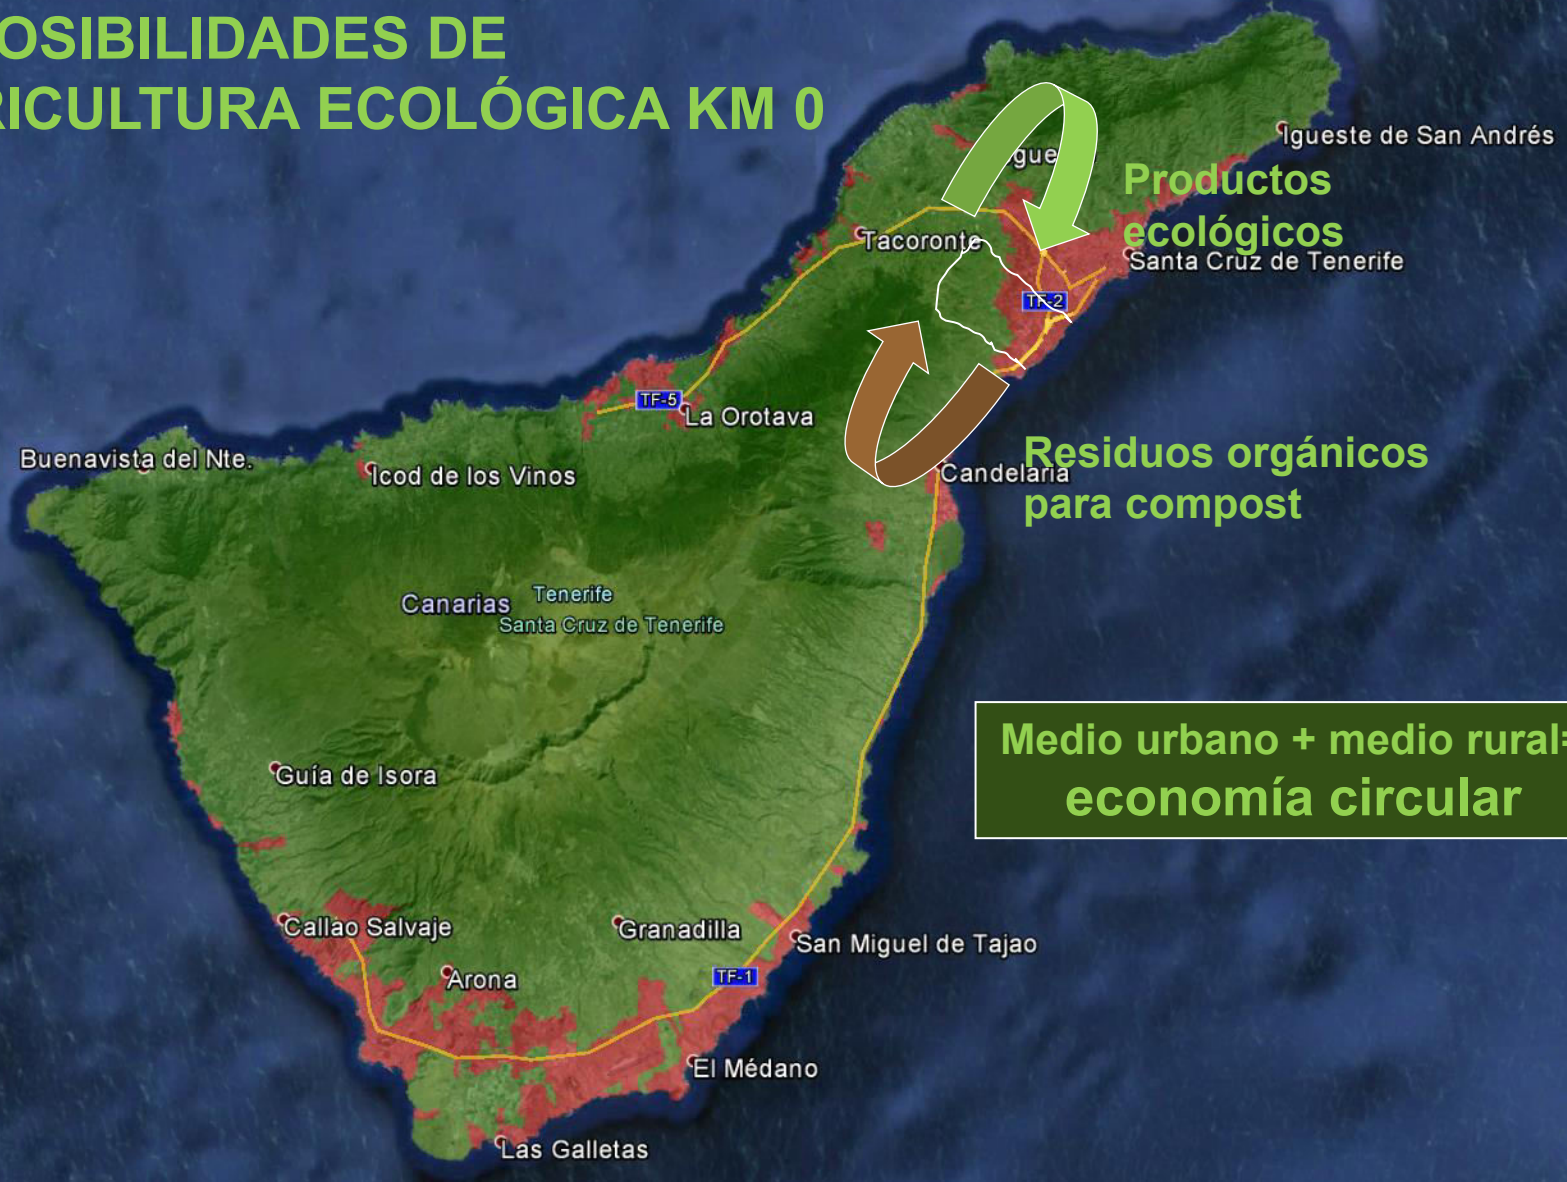 OSIBILIDADES DE
RICULTURA ECOLÓGICA KM 0
Igueste de San Andrés
Productos
ecológicos
Tacoronte
Santa Cruz de Tenerife
TF-2
TF-5
La Orotava
Buenavista del Nte.
Icod de los Vinos
Residuos orgánicos
Candelaria
para compost
Canarias
Tenerife
Santa Cruz de Tenerife
Medio urbano + medio rural=
economía circular
Guía de Isora
Callao Salvaje
Granadilla
San Miguel de Tajao
Arona
TF-1
El Médano
Las Galletas